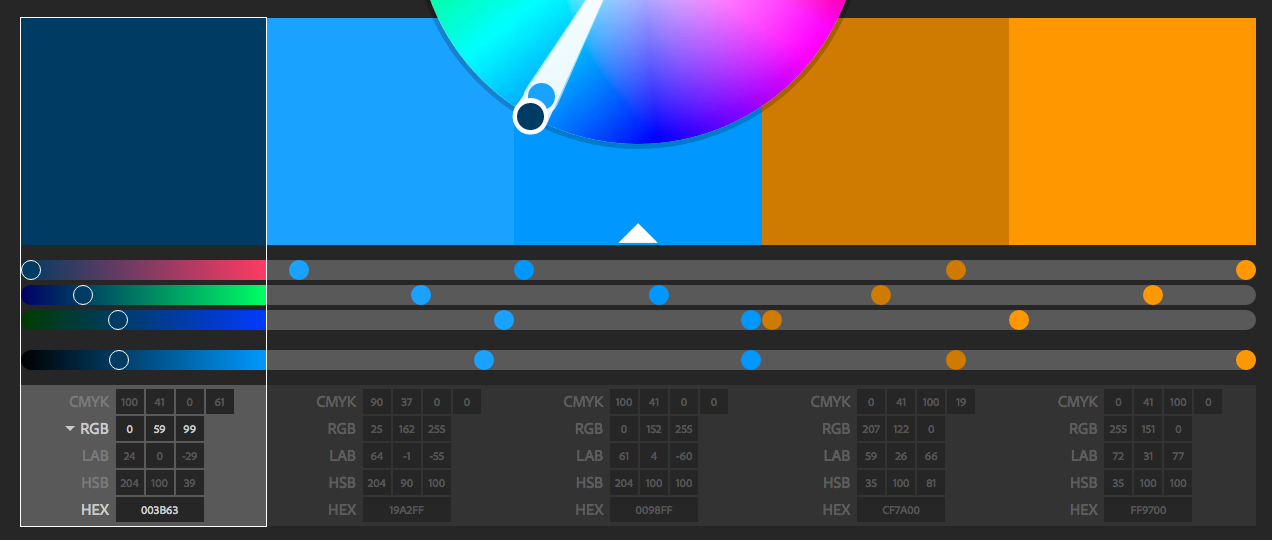 CMYK 100 41 0 61 CMYK 90 37 0 0 CMYK 100 41 0 0 CMYK 0 41 100 19 CMYK 0 41 100 0
RGB 0 59 99 RGB 25 162 255 RGB 0 152 255 RGB 207 122 0 RGB 255 151 0
LAB 24 0 -29 LAB 64 -1 -55 LAB 61 4 -60 LAB 59 26 66 LAB 72 31 77
HSB 204 100 39 HSB 204 90 100 HSB 204 100 100 HSB 35 100 81 HSB 35 100 100
HEX 003B63 HEX 19A2FF HEX 0098FF HEX CF7A00 HEX FF9700